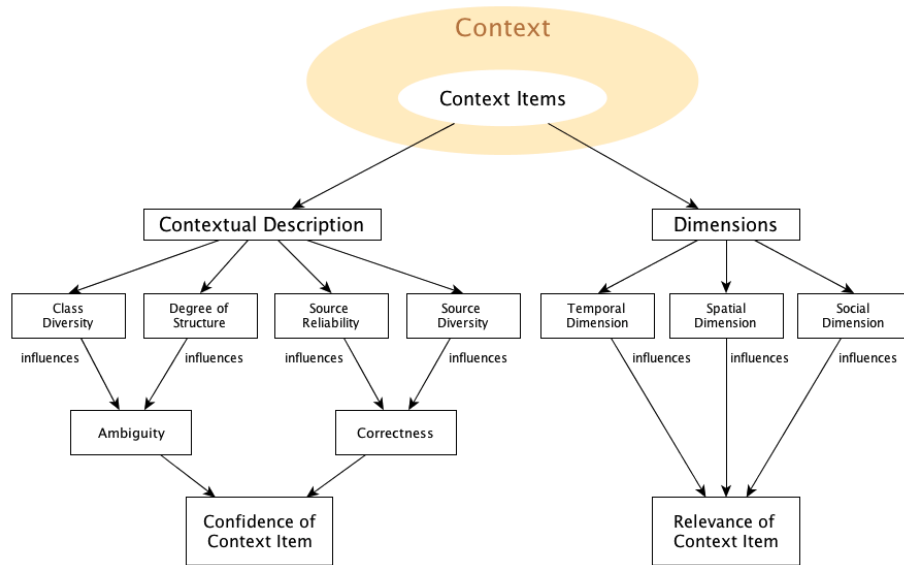 Context
Context Items
Contextual Description
Dimensions
Class
Diversity
Degree of
Structure
Source
Reliability
Source
Diversity
Temporal
Dimension
Spatial
Dimension
Social
Dimension
influences
influences
influences
influences
influences
influences
influences
Ambiguity
Correctness
Confidence of
Context Item
Relevance of
Context Item